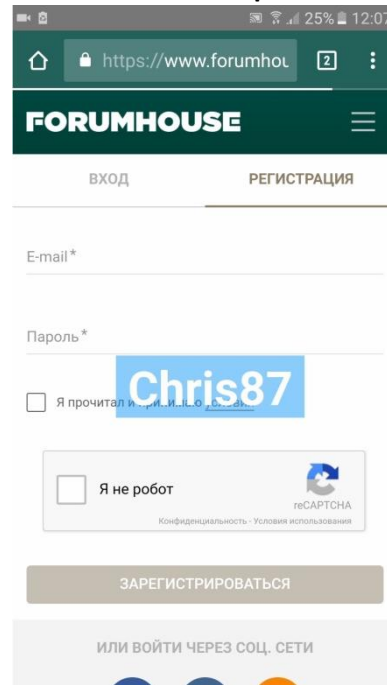 25% 12:07
https://www.forumhou 2
FORUMHOUSE
ВХОД РЕГИСТРАЦИЯ
E-mail*
Пароль*
Chris87
Я прочитал и принимаю
Я не робот
reCAPTCHA
Конфиденциальность - Условия использования
ЗАРЕГИСТРИРОВАТЬСЯ
ИЛИ ВОЙТИ ЧЕРЕЗ СОЦ. СЕТИ